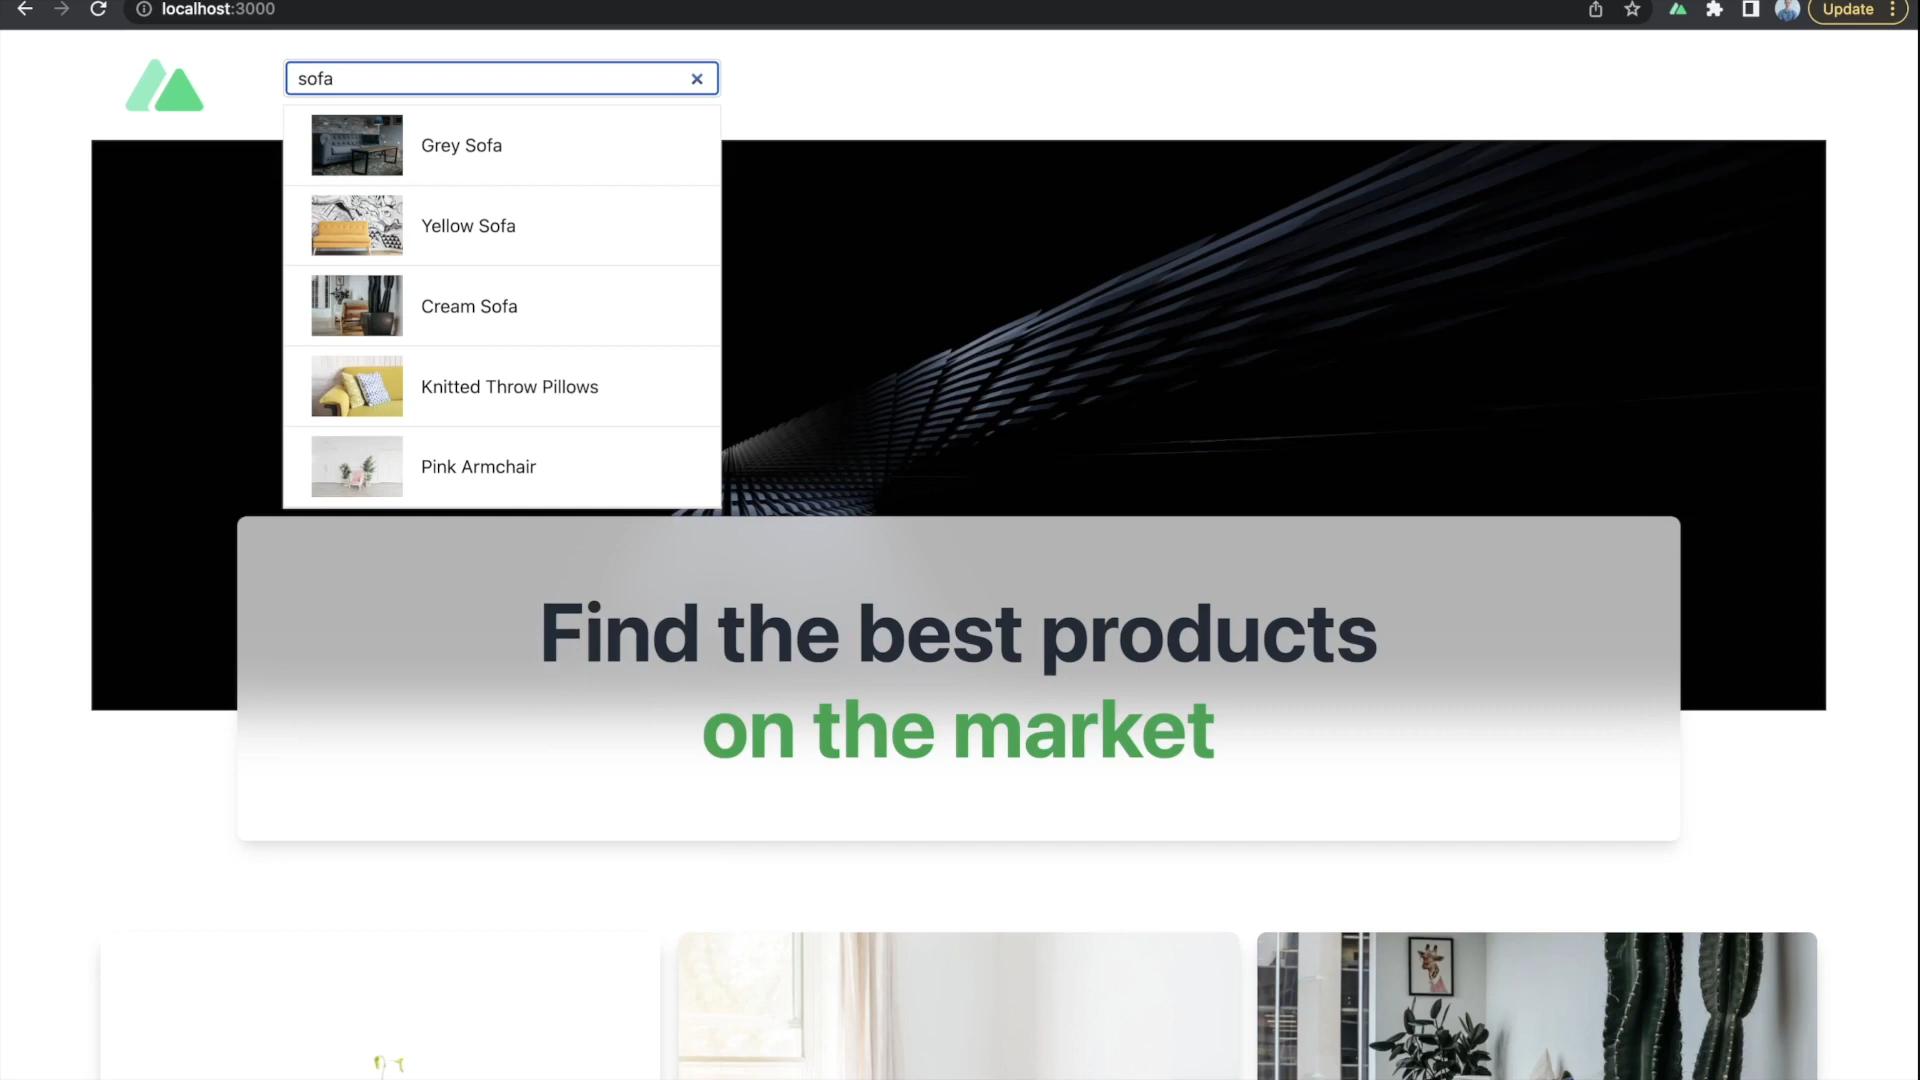 localhost:3000
Update
sofa
Grey Sofa
Yellow Sofa
Cream Sofa
Knitted Throw Pillows
Pink Armchair
Find the best products
on the market